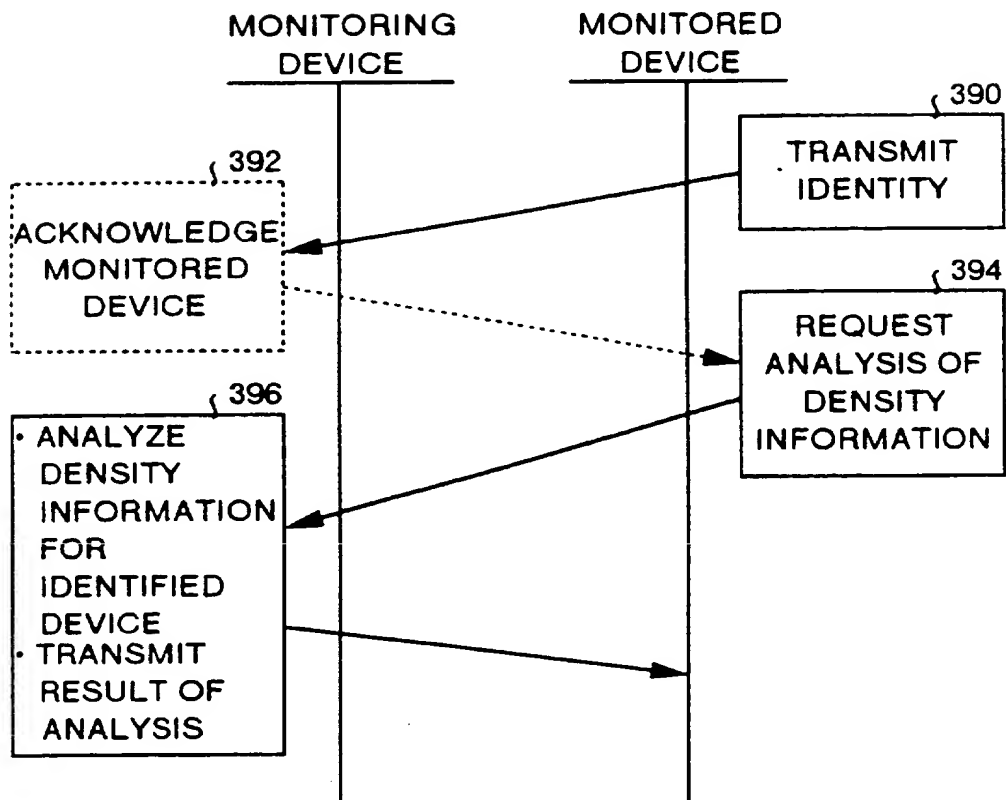 MONITORING
DEVICE
MONITORED
DEVICE
390
TRANSMIT
IDENTITY
392
ACKNOWLEDGE
MONITORED
DEVICE
394
REQUEST
ANALYSIS OF
DENSITY
INFORMATION
396
• ANALYZE
DENSITY
INFORMATION
FOR
IDENTIFIED
DEVICE
• TRANSMIT
RESULT OF
ANALYSIS